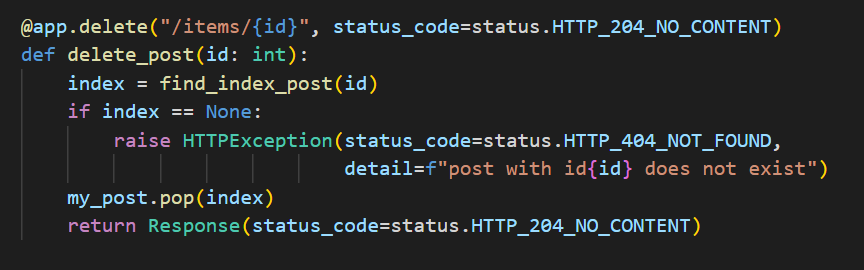 @app.delete("/items/{id}", status_code=status.HTTP_204_NO_CONTENT)
def delete_post(id: int):
    index = find_index_post(id)
    if index == None:
        raise HTTPException(status_code=status.HTTP_404_NOT_FOUND,
                            detail=f"post with id{id} does not exist")
    my_post.pop(index)
    return Response(status_code=status.HTTP_204_NO_CONTENT)